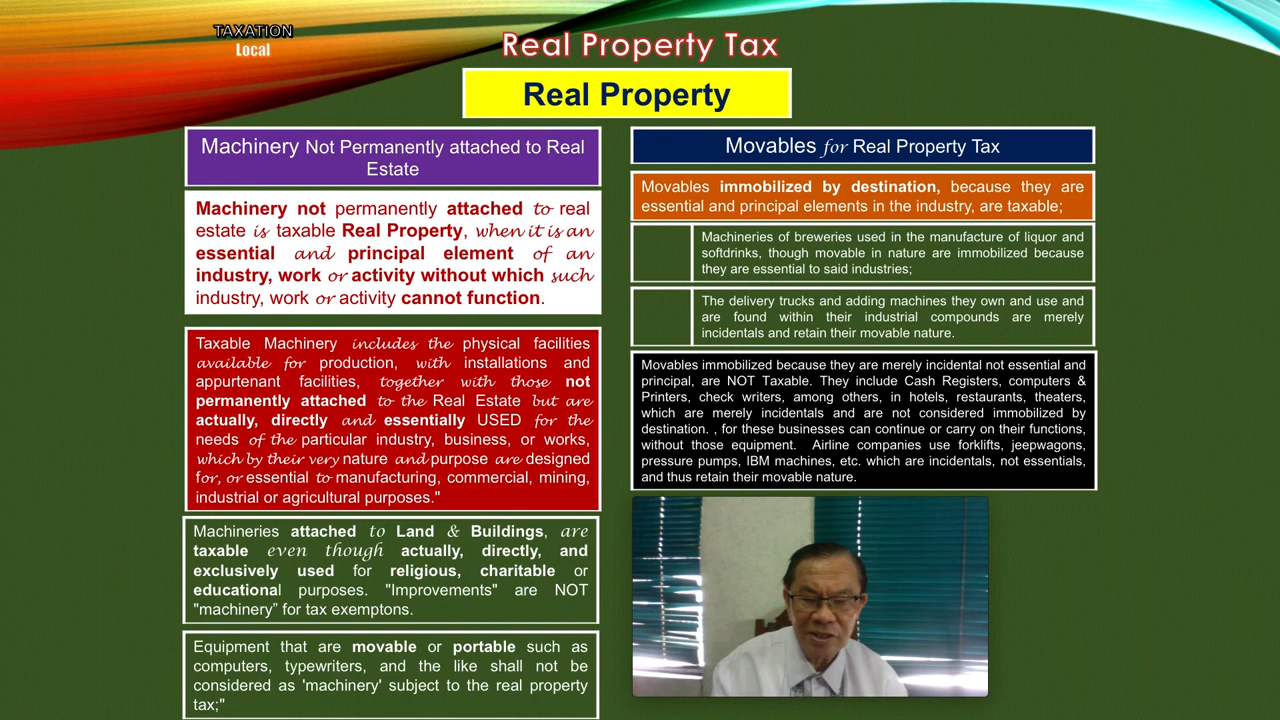 TAXATION
Local
Real Property Tax
Real Property
Machinery Not Permanently attached to Real
Estate
Machinery not permanently attached to real
estate is taxable Real Property, when it is an
essential and principal element of an
industry, work or activity without which such
industry, work or activity cannot function.
Taxable Machinery includes the physical facilities
available for production, with installations and
appurtenant facilities, together with those not
permanently attached to the Real Estate but are
actually, directly and essentially USED for the
needs of the particular industry, business, or works,
which by their very nature and purpose are designed
for, or essential to manufacturing, commercial, mining,
industrial or agricultural purposes."
Machineries attached to Land & Buildings, are
taxable even though actually, directly, and
exclusively used for religious, charitable or
educational purposes. "Improvements" are NOT
"machinery" for tax exemptons.
Equipment that are movable or portable such as
computers, typewriters, and the like shall not be
considered as 'machinery' subject to the real property
tax;"
Movables for Real Property Tax
Movables immobilized by destination, because they are
essential and principal elements in the industry, are taxable;
Machineries of breweries used in the manufacture of liquor and
softdrinks, though movable in nature are immobilized because
they are essential to said industries;
The delivery trucks and adding machines they own and use and
are found within their industrial compounds are merely
incidentals and retain their movable nature.
Movables immobilized because they are merely incidental not essential and
principal, are NOT Taxable. They include Cash Registers, computers &
Printers, check writers, among others, in hotels, restaurants, theaters,
which are merely incidentals and are not considered immobilized by
destination. , for these businesses can continue or carry on their functions,
without those equipment. Airline companies use forklifts, jeepwagons,
pressure pumps, IBM machines, etc. which are incidentals, not essentials,
and thus retain their movable nature.